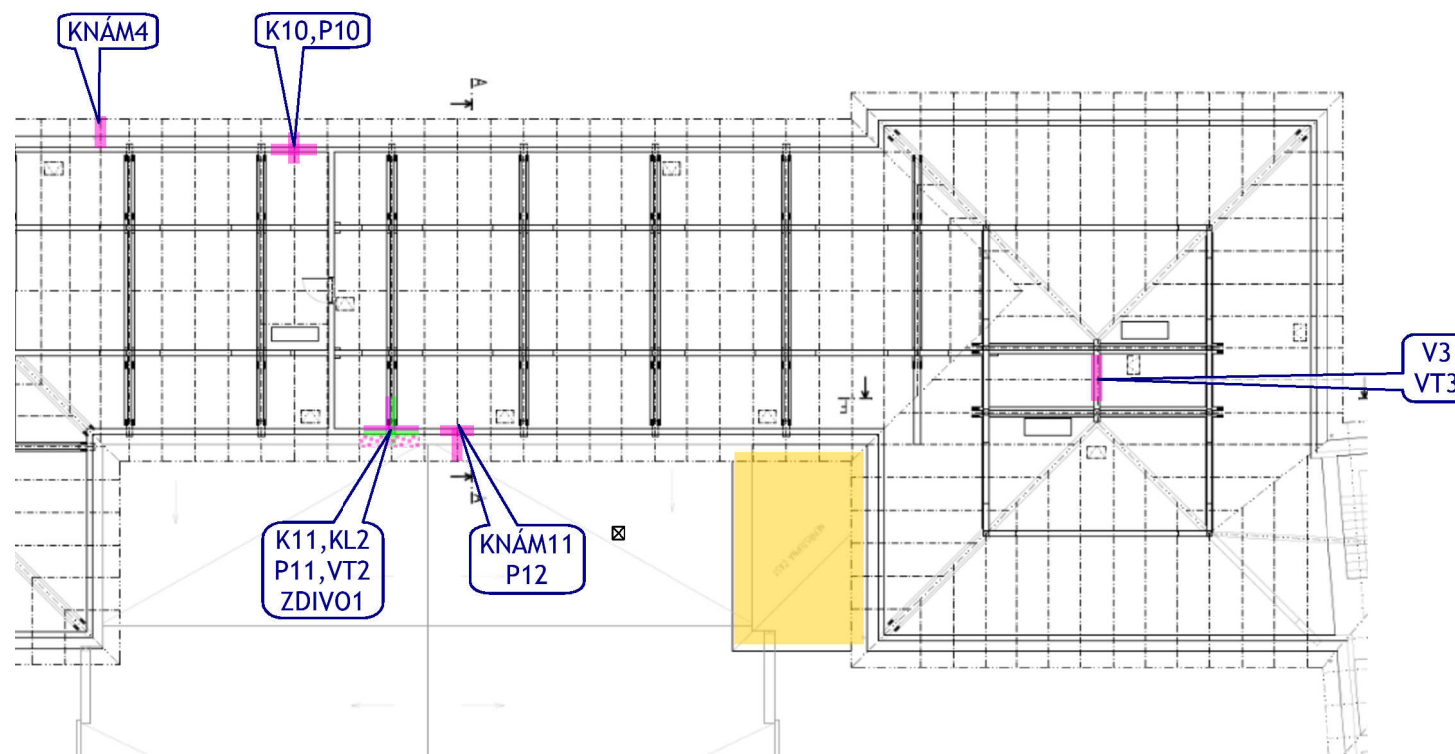 KNÁM4
K10,P10
A
V3
VT3
K11,KL2
P11,VT2
ZDIVO1
KNÁM11
P12